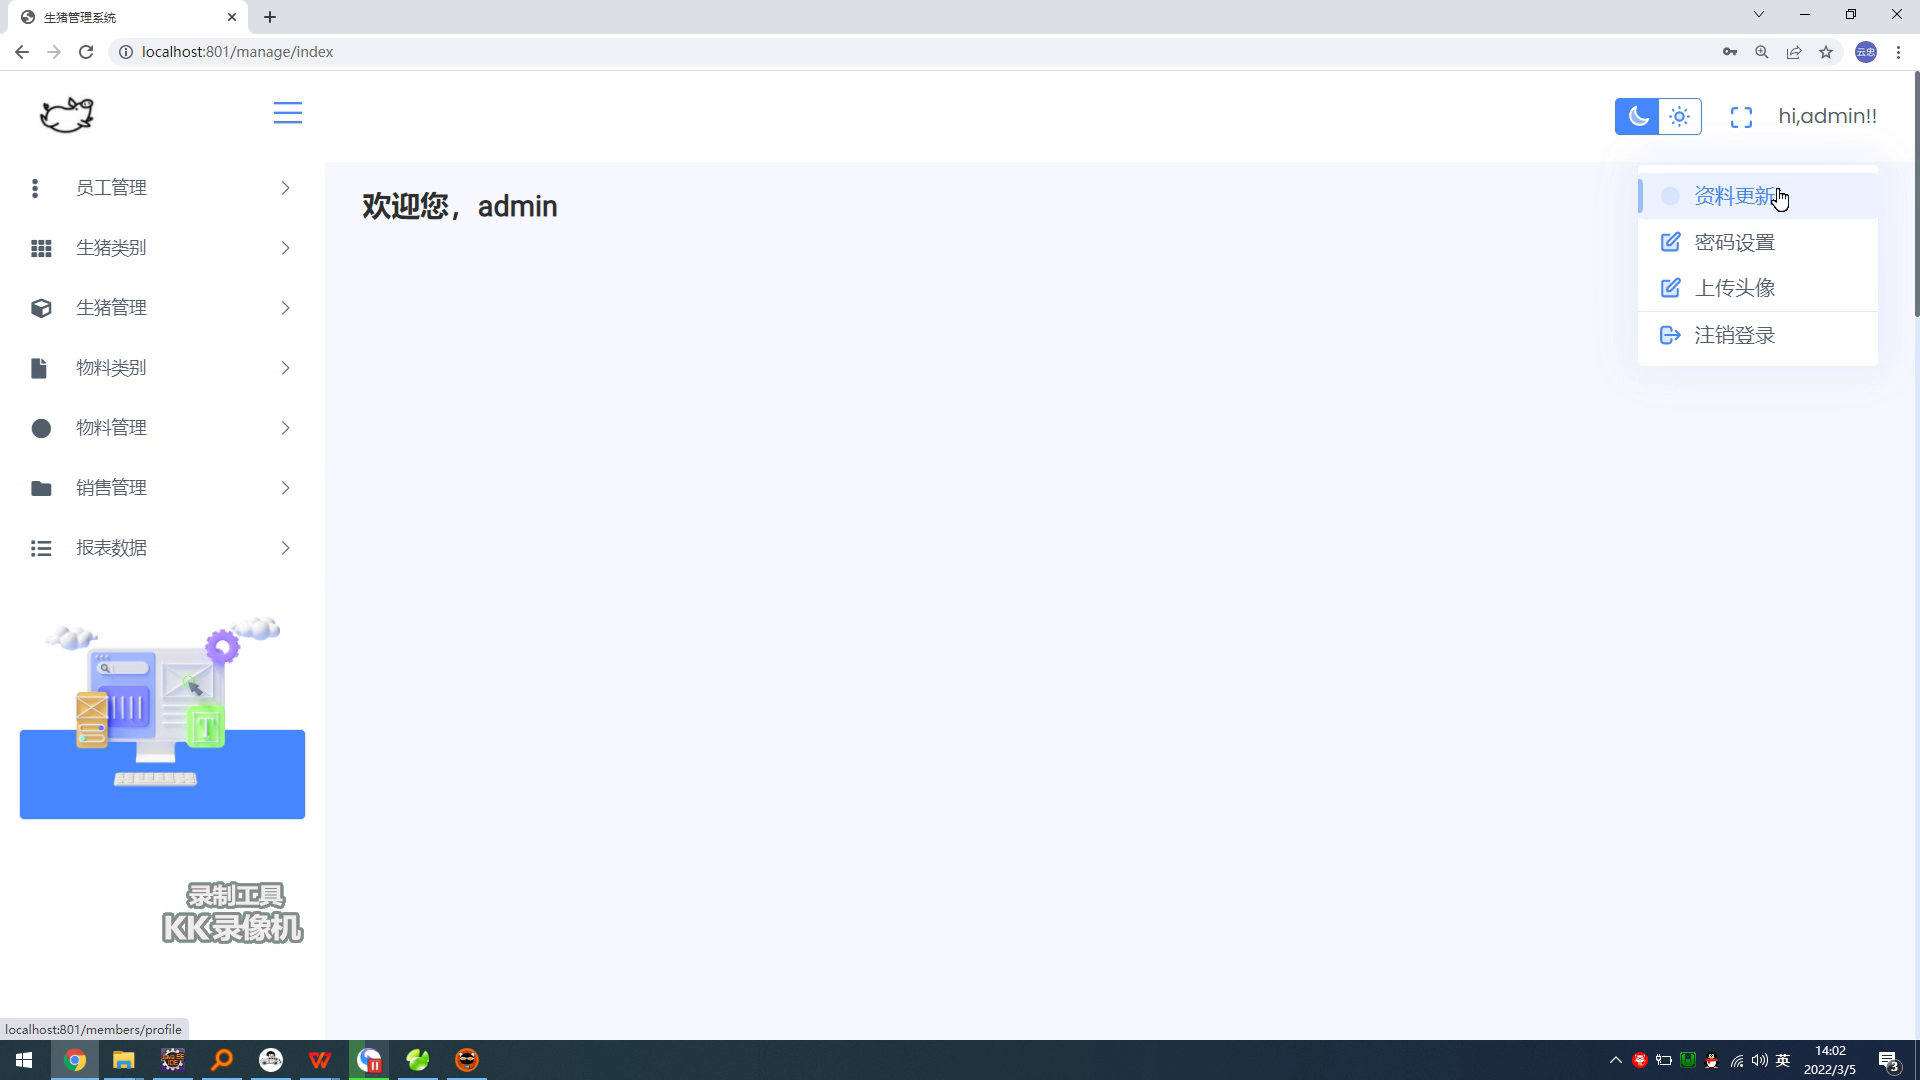 生猪管理系统
localhost:801/manage/index
云忠
hi,admin!!
员工管理
生猪类别
生猪管理
物料类别
物料管理
销售管理
报表数据
欢迎您，admin
资料更新
密码设置
上传头像
注销登录
T
录制工具
KK录像机
localhost:801/members/profile
英
14:02
2022/3/5
3